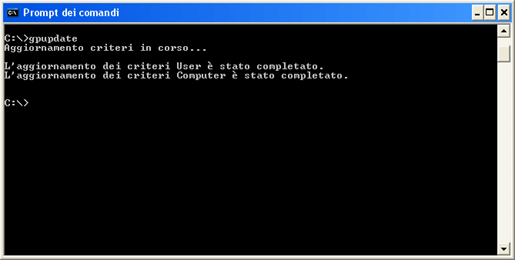 Prompt dei comandi
C:\>gpupdate
Aggiornamento criteri in corso...
L'aggiornamento dei criteri User è stato completato.
L'aggiornamento dei criteri Computer è stato completato.
C:\>